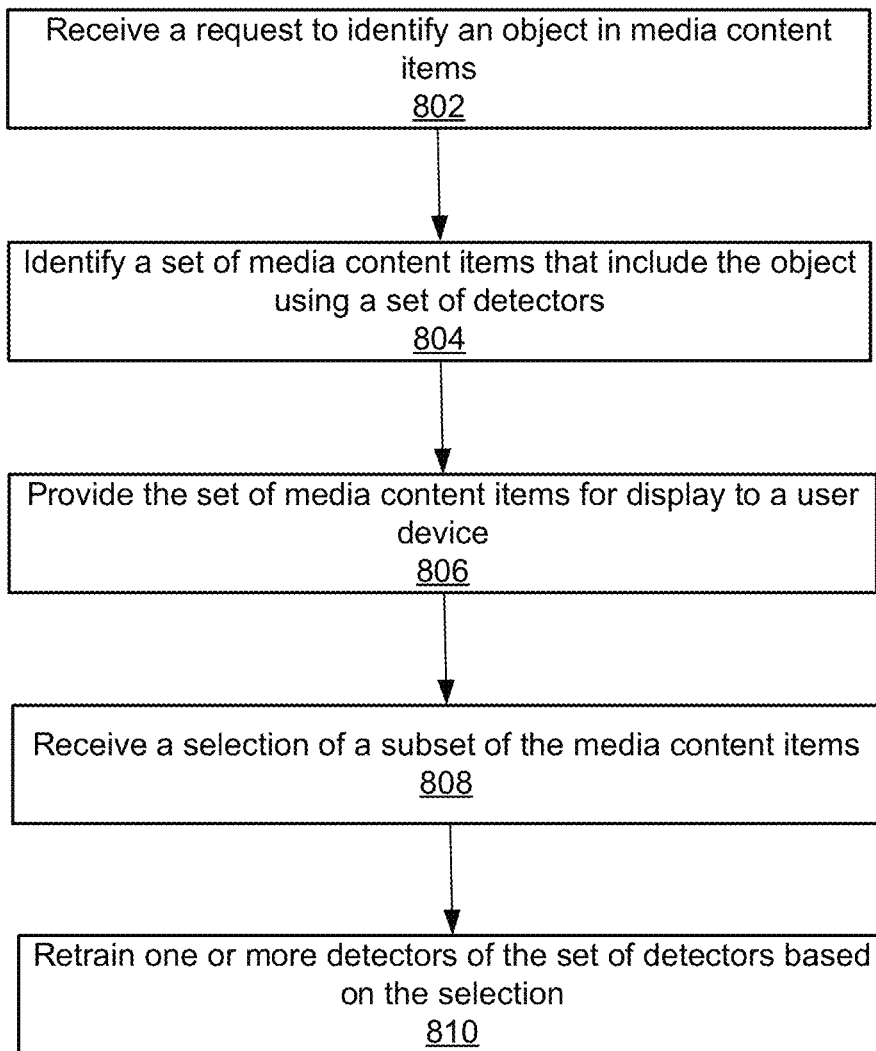 Receive a request to identify an object in media content
items
802
Identify a set of media content items that include the object
using a set of detectors
804
Provide the set of media content items for display to a user
device
806
Receive a selection of a subset of the media content items
808
Retrain one or more detectors of the set of detectors based
on the selection
810